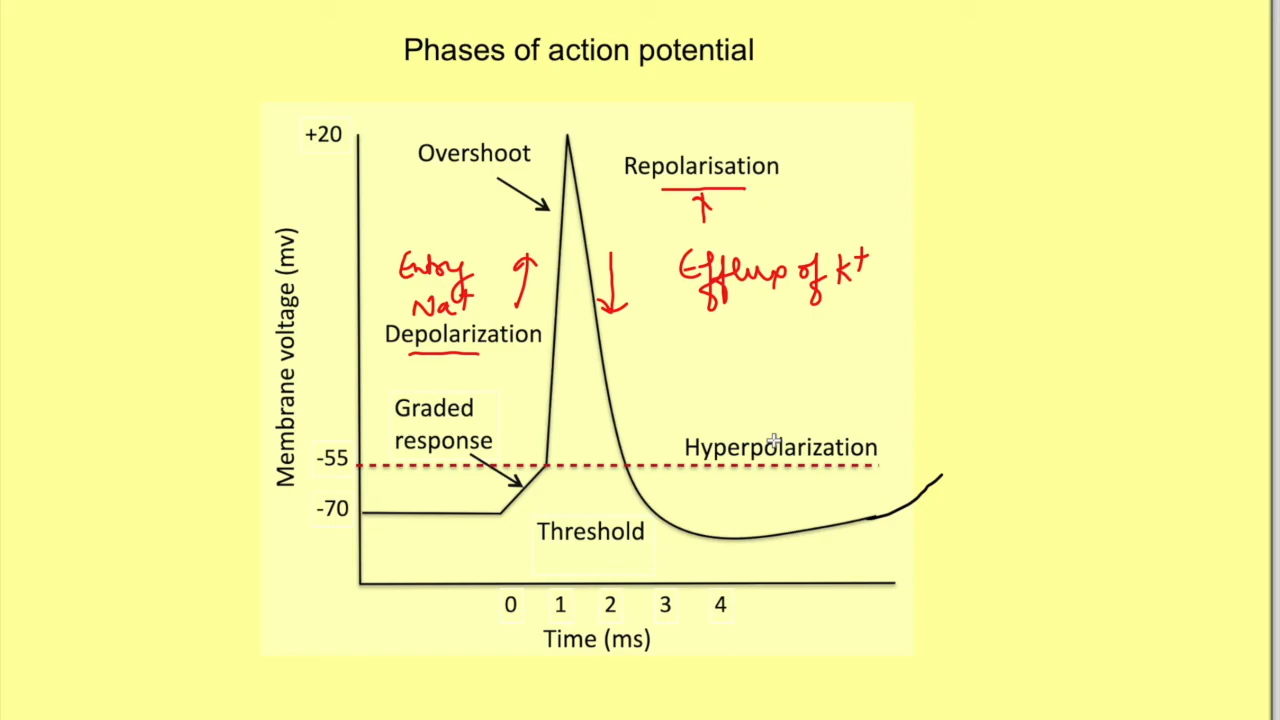 Phases of action potential
+20
Overshoot
Repolarisation
Entry
Na+
Efflux of K+
Depolarization
Membrane voltage (mv)
Graded
response
Hyperpolarization
-55
-70
Threshold
0 1 2 3 4
Time (ms)